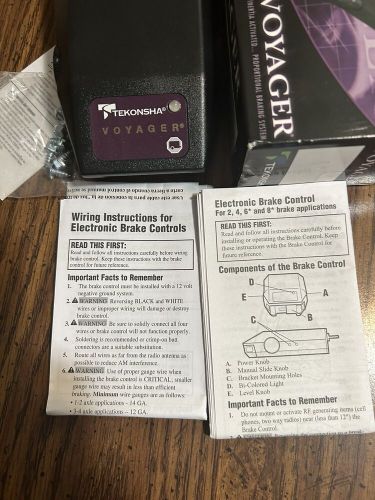 TEKONSHA®
VOYAGER®
VOYAGER
PROPORTIONAL BRAKING SYSTEM
Wiring Instructions for
Electronic Brake Controls
READ THIS FIRST:
Read and follow all instructions carefully before wiring
brake control. Keep these instructions with the brake
control for future reference.
Important Facts to Remember
1. The brake control must be installed with a 12 volt
negative ground system.
2. WARNING Reversing BLACK and WHITE
wires or improper wiring will damage or destroy
brake control.
3. WARNING Be sure to solidly connect all four
wires or brake control will not function properly.
4. Soldering is recommended or crimp-on butt
connectors are a suitable substitution.
5. Route all wires as far from the radio antenna as
possible to reduce AM interference.
6. WARNING Use of proper gauge wire when
installing the brake control is CRITICAL, smaller
gauge wire may result in less than efficient
braking. Minimum wire gauges are as follows:
• 1-2 axle applications - 14 GA.
• 3-4 axle applications - 12 GA.
Electronic Brake Control
For 2, 4, 6* and 8* brake applications
READ THIS FIRST:
Read and follow all instructions carefully before
installing or operating the Brake Control. Keep
these instructions with the Brake Control for
future reference.
Components of the Brake Control
D
E
A
C
B
A. Power Knob
B. Manual Slide Knob
C. Bracket Mounting Holes
D. Bi-Colored Light
E. Level Knob
Important Facts to Remember
1. Do not mount or activate RF generating items (cell
phones, two way radios) near (less than 12") the
Brake Control.